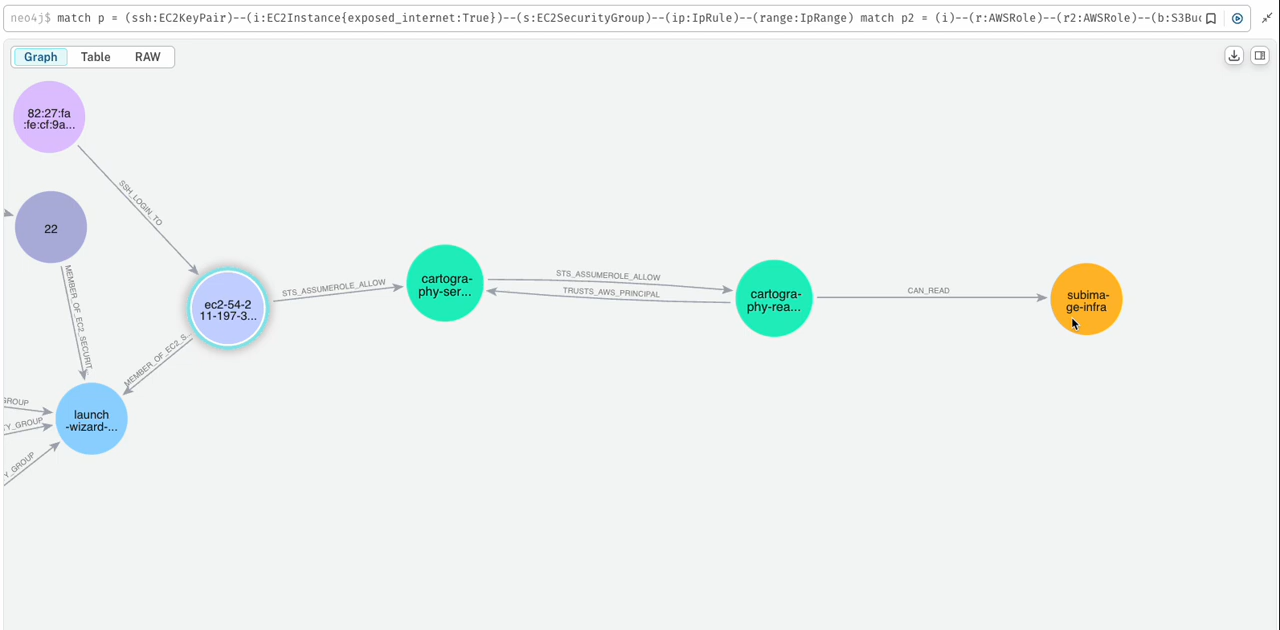 neo4j$ match p = (ssh:EC2KeyPair)--(i:EC2Instance{exposed_internet:True})--(s:EC2SecurityGroup)--(ip:IpRule)--(range:IpRange) match p2 = (i)--(r:AWSRole)--(r2:AWSRole)--(b:S3Buc
Graph Table RAW
82:27:fa
:fe:cf:9a...
SSH_LOGIN_TO
22
MEMBER_OF_EC2_SECURIT...
ec2-54-2
11-197-3...
STS_ASSUMEROLE_ALLOW
cartogra-
phy-ser...
STS_ASSUMEROLE_ALLOW
TRUSTS_AWS_PRINCIPAL
cartogra-
phy-rea...
CAN_READ
subima-
ge-infra
MEMBER_OF_EC2_S...
launch
-wizard-...
GROUP
Y_GROUP
Y_GROUP